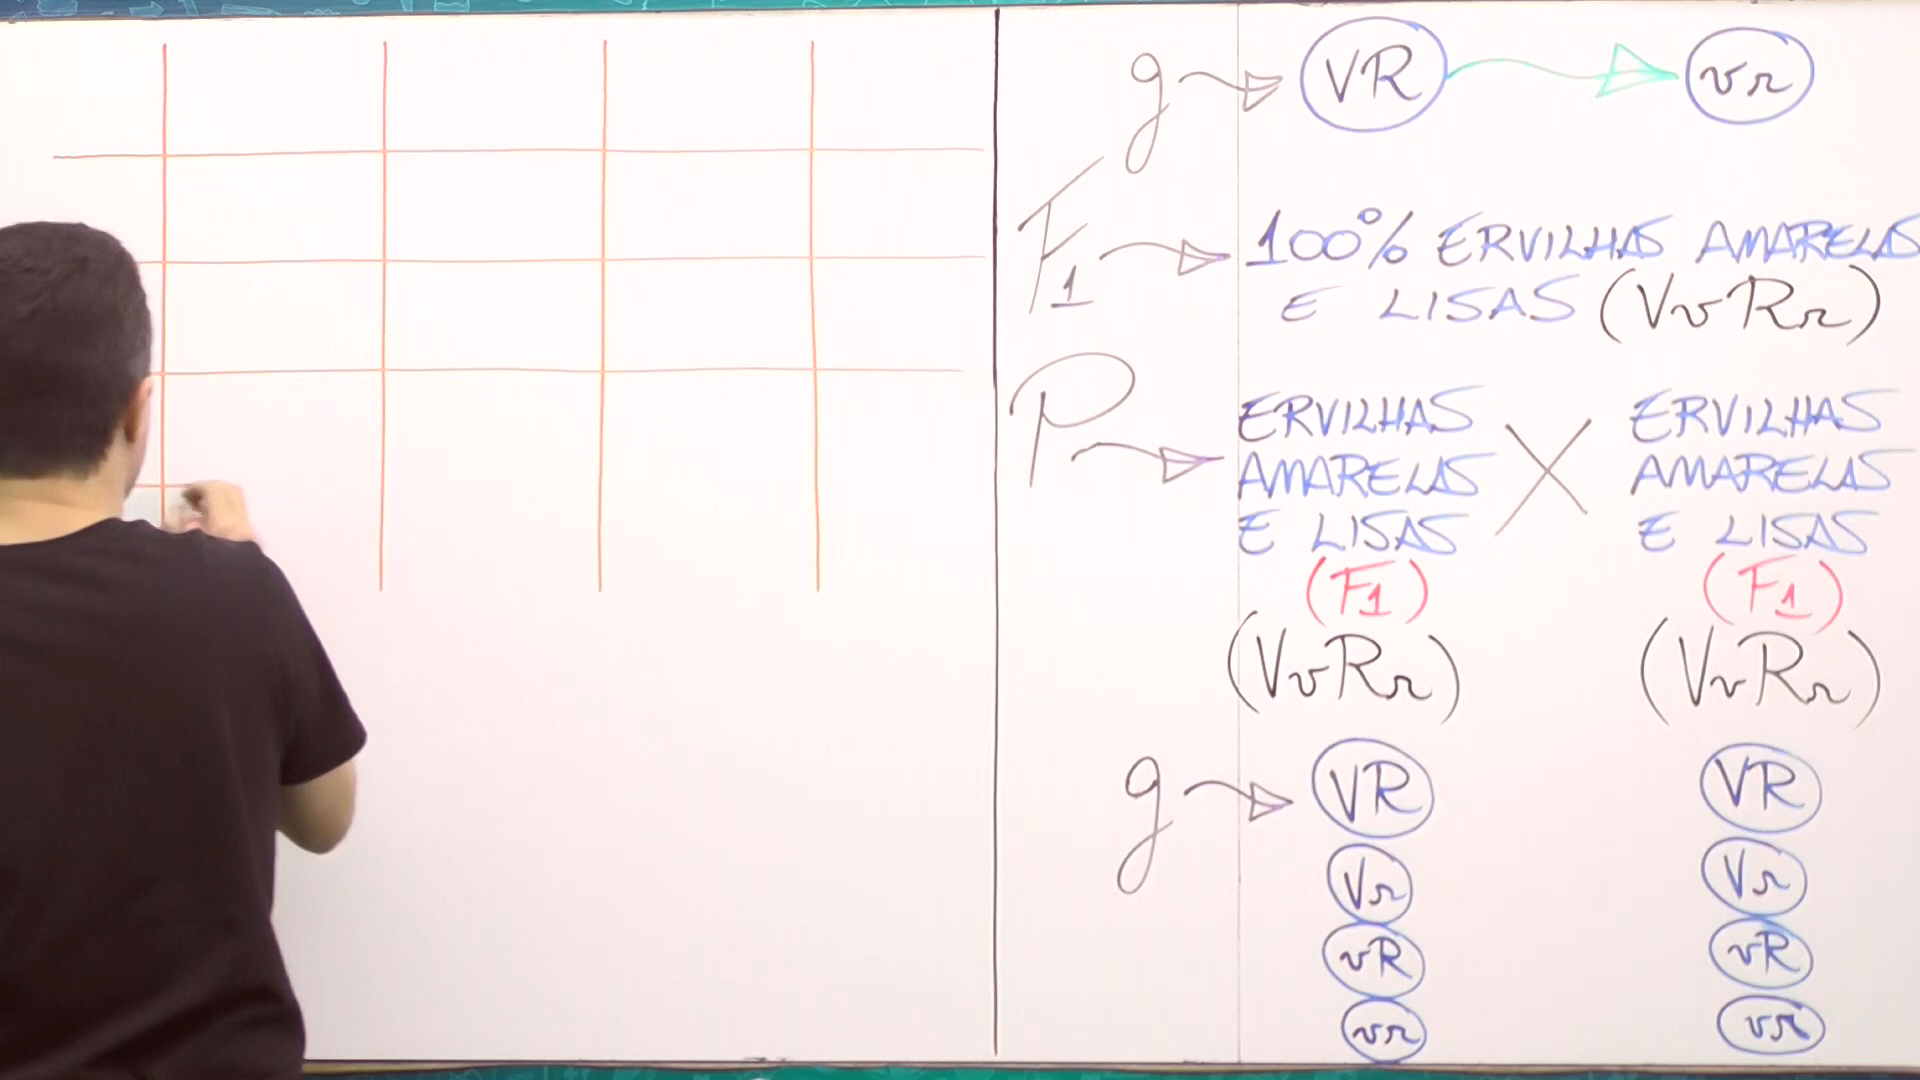 g VR vr
F1 100% ERVILHAS AMARELAS
E LISAS (VvRr)
P ERVILHAS X ERVILHAS
AMARELAS AMARELAS
E LISAS E LISAS
(F1) (F1)
(VvRr) (VvRr)
g VR VR
Vr Vr
vR vR
vr vr